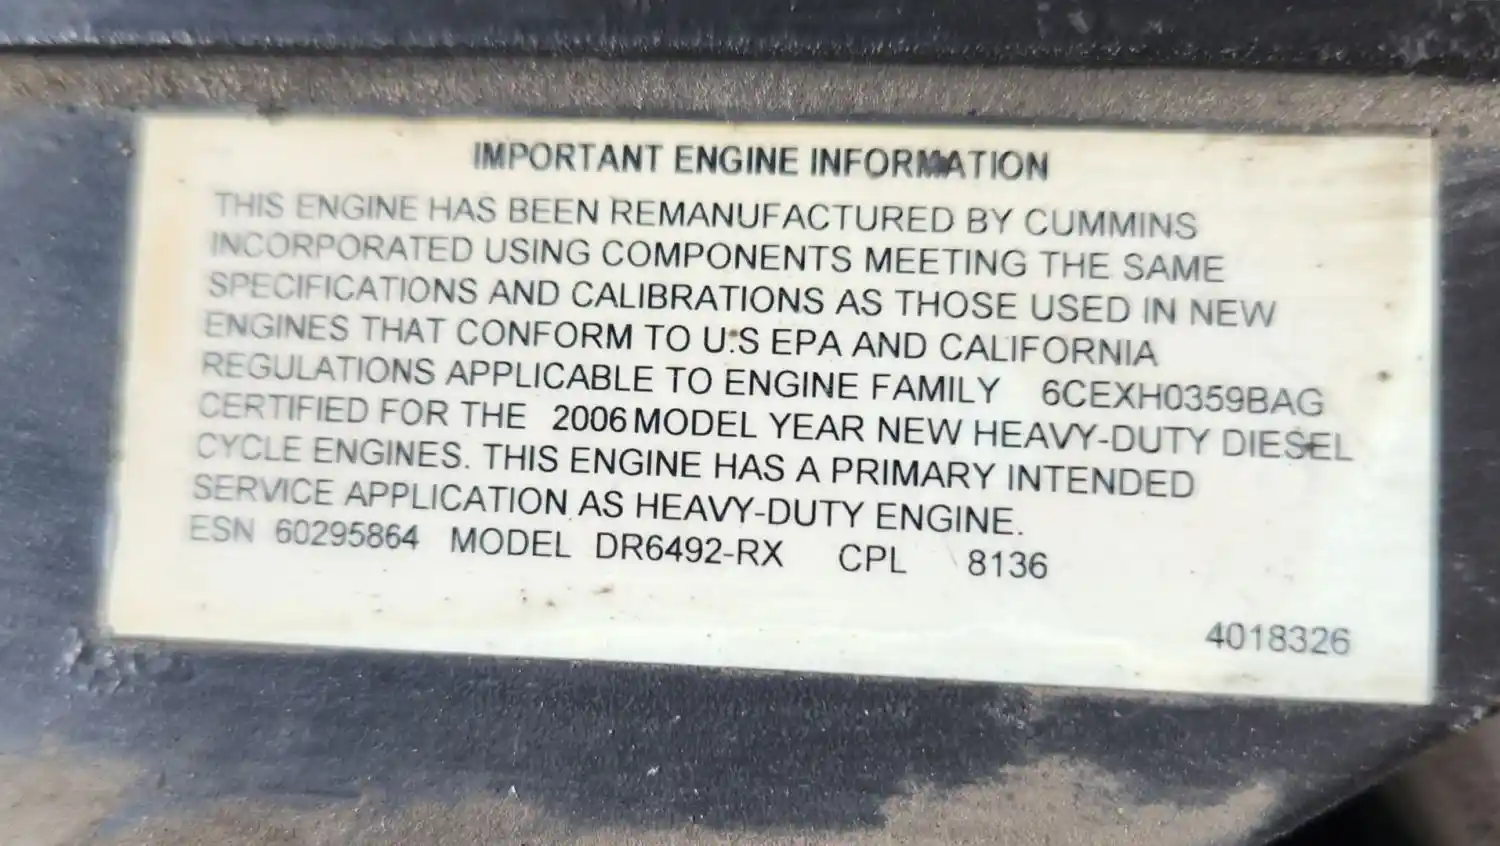 IMPORTANT ENGINE INFORMATION
THIS ENGINE HAS BEEN REMANUFACTURED BY CUMMINS
INCORPORATED USING COMPONENTS MEETING THE SAME
SPECIFICATIONS AND CALIBRATIONS AS THOSE USED IN NEW
ENGINES THAT CONFORM TO U.S EPA AND CALIFORNIA
REGULATIONS APPLICABLE TO ENGINE FAMILY 6CEXH0359BAG
CERTIFIED FOR THE 2006 MODEL YEAR NEW HEAVY-DUTY DIESEL
CYCLE ENGINES. THIS ENGINE HAS A PRIMARY INTENDED
SERVICE APPLICATION AS HEAVY-DUTY ENGINE.
ESN 60295864 MODEL DR6492-RX CPL 8136
4018326